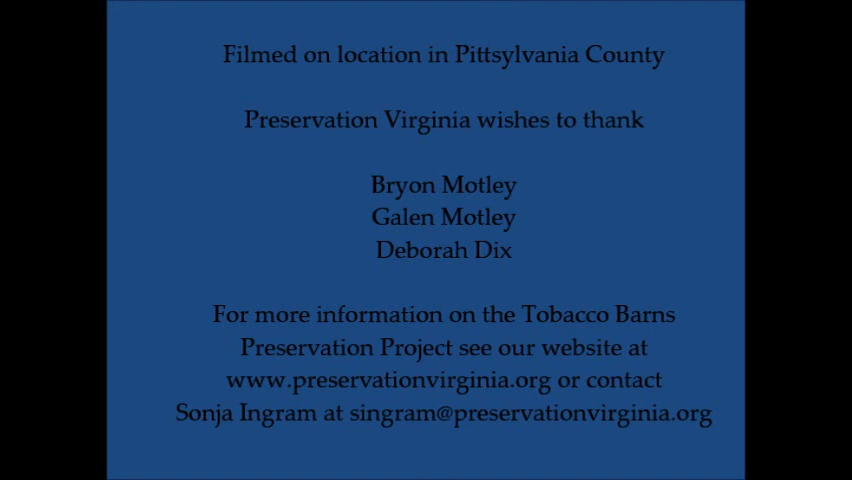 Filmed on location in Pittsylvania County
Preservation Virginia wishes to thank
Bryon Motley
Galen Motley
Deborah Dix
For more information on the Tobacco Barns
Preservation Project see our website at
www.preservationvirginia.org or contact
Sonja Ingram at singram@preservationvirginia.org